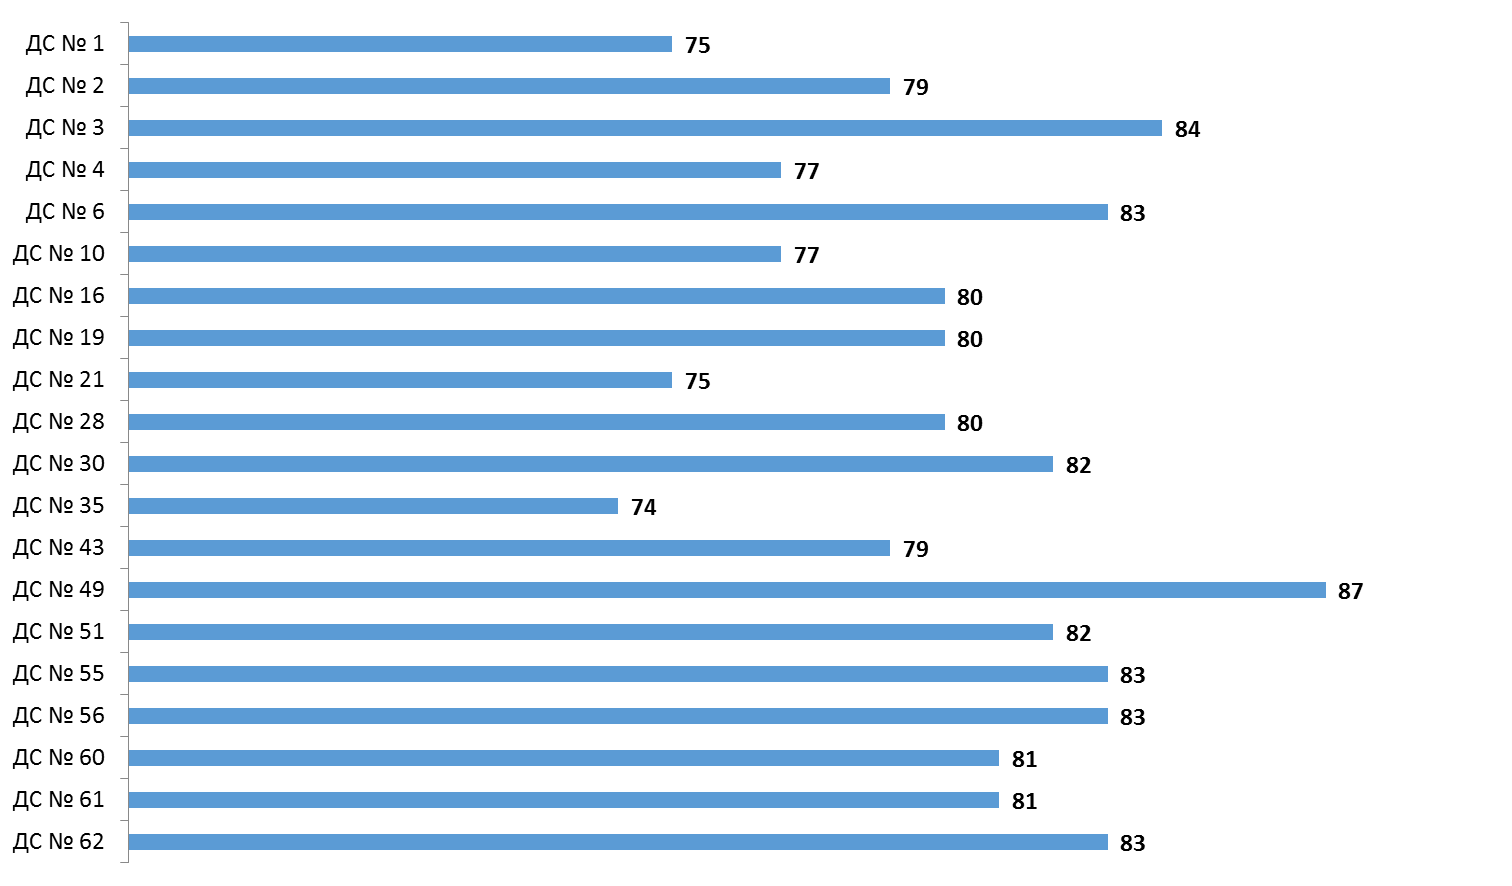 ДС № 1 75
ДС № 2 79
ДС № 3 84
ДС № 4 77
ДС № 6 83
ДС № 10 77
ДС № 16 80
ДС № 19 80
ДС № 21 75
ДС № 28 80
ДС № 30 82
ДС № 35 74
ДС № 43 79
ДС № 49 87
ДС № 51 82
ДС № 55 83
ДС № 56 83
ДС № 60 81
ДС № 61 81
ДС № 62 83